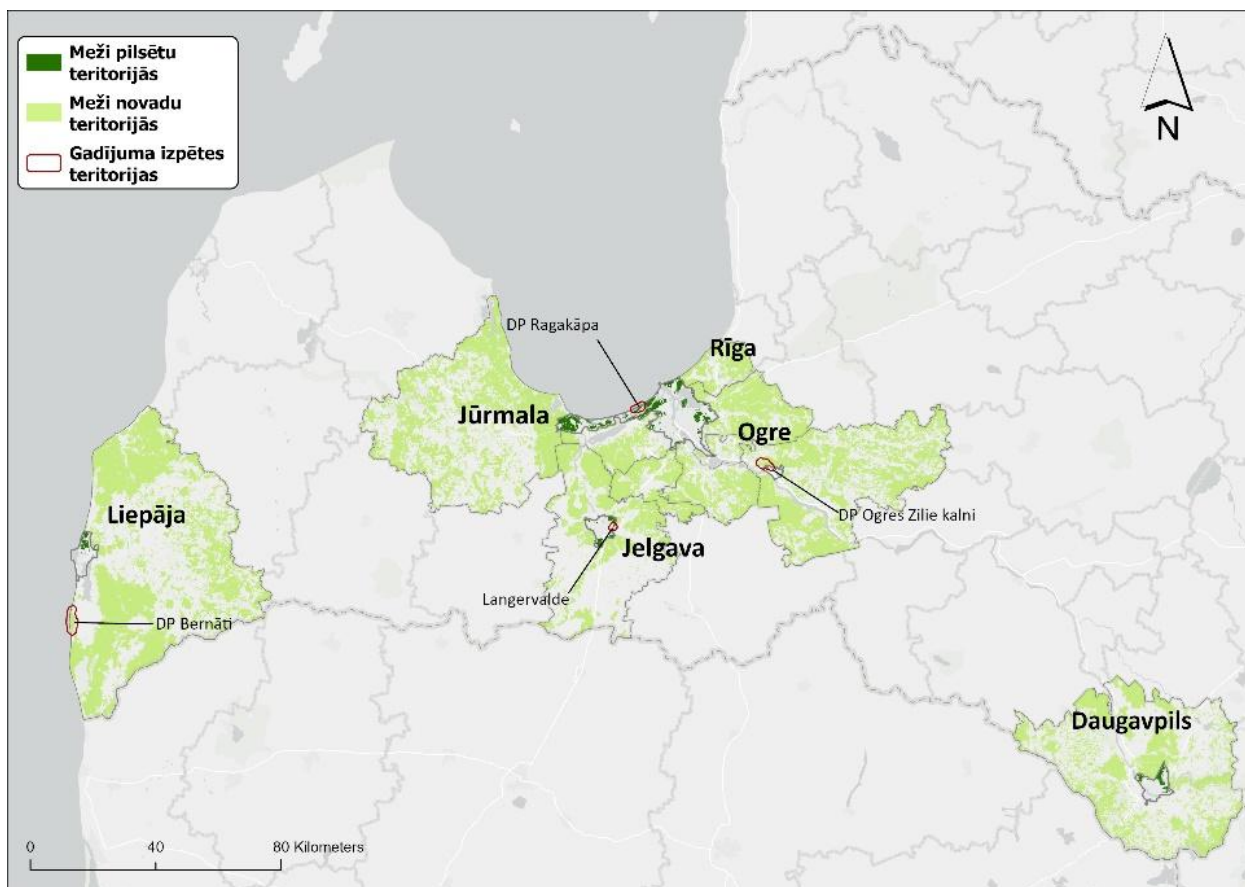 Meži pilsētu
teritorijās
Meži novadu
teritorijās
Gadījuma izpētes
teritorijas
N
DP Ragakāpa
Rīga
Jūrmala
Ogre
DP Ogres Zilie kalni
Liepāja
Jelgava
Langervalde
DP Bernāti
Daugavpils
0 40 80 Kilometers